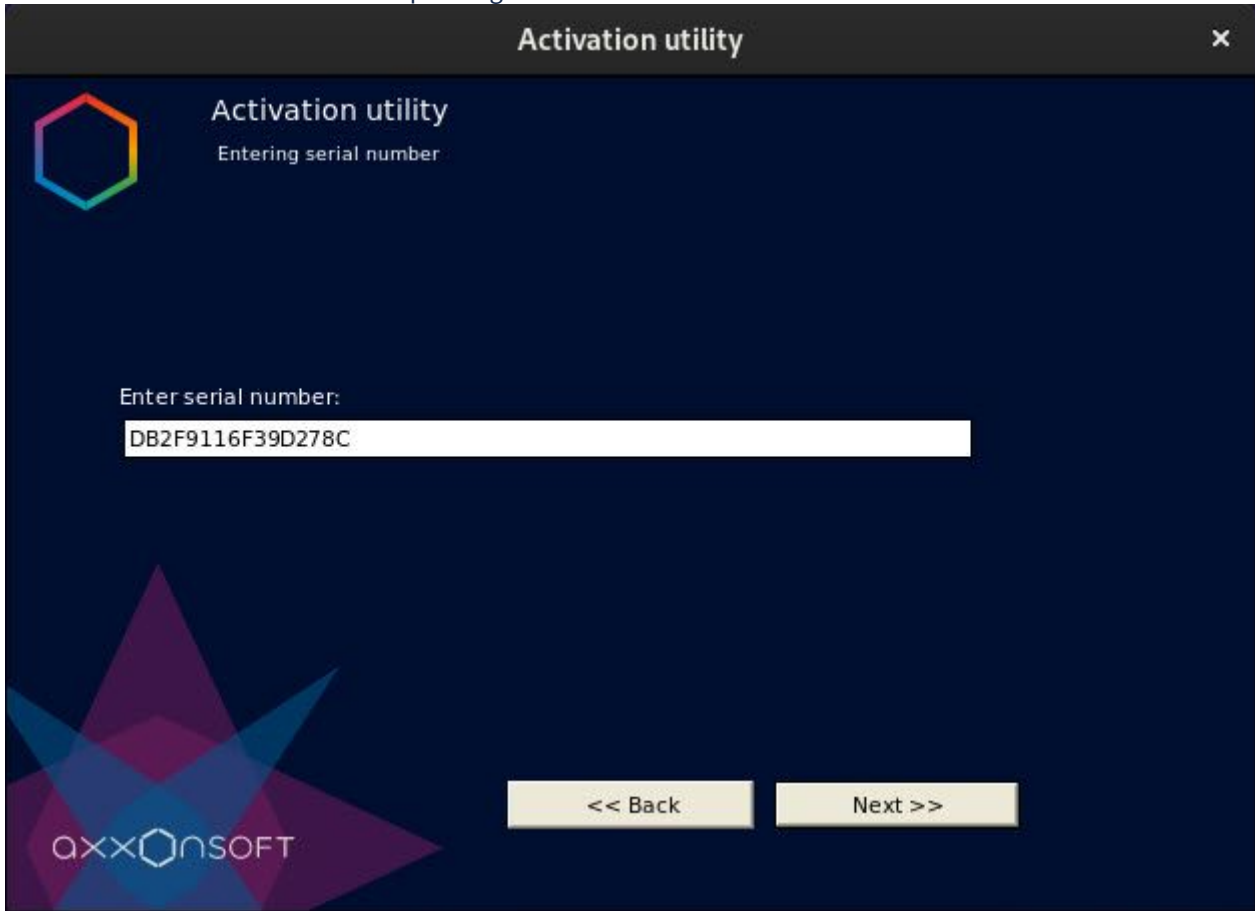 Activation utility ×
Activation utility
Entering serial number
Enter serial number:
DB2F9116F39D278C
<< Back Next >>
axxonsoft